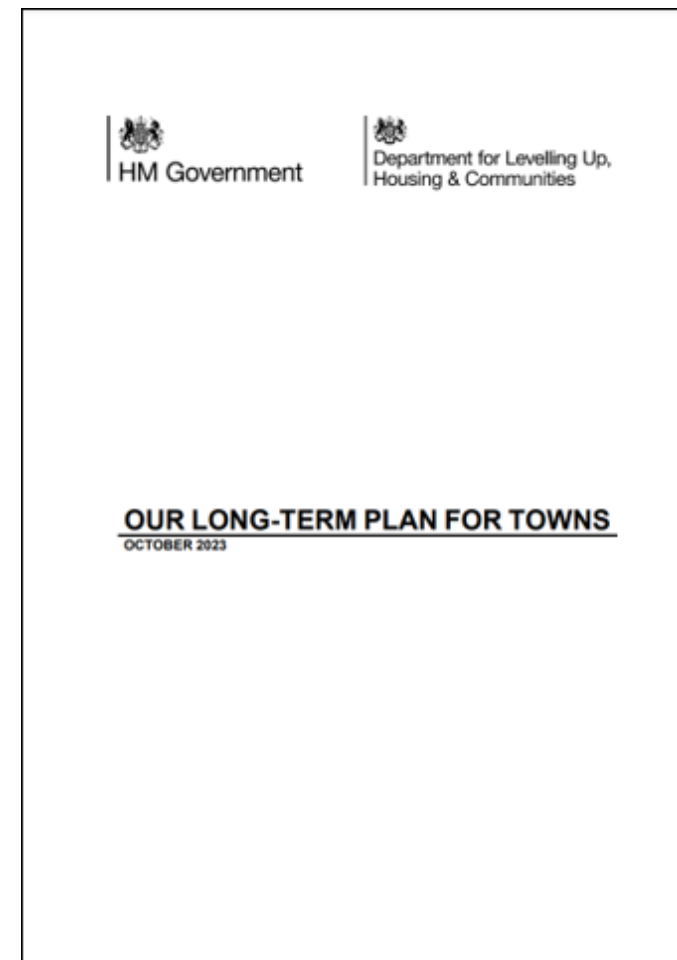 HM Government
Department for Levelling Up,
Housing & Communities
OUR LONG-TERM PLAN FOR TOWNS
OCTOBER 2023